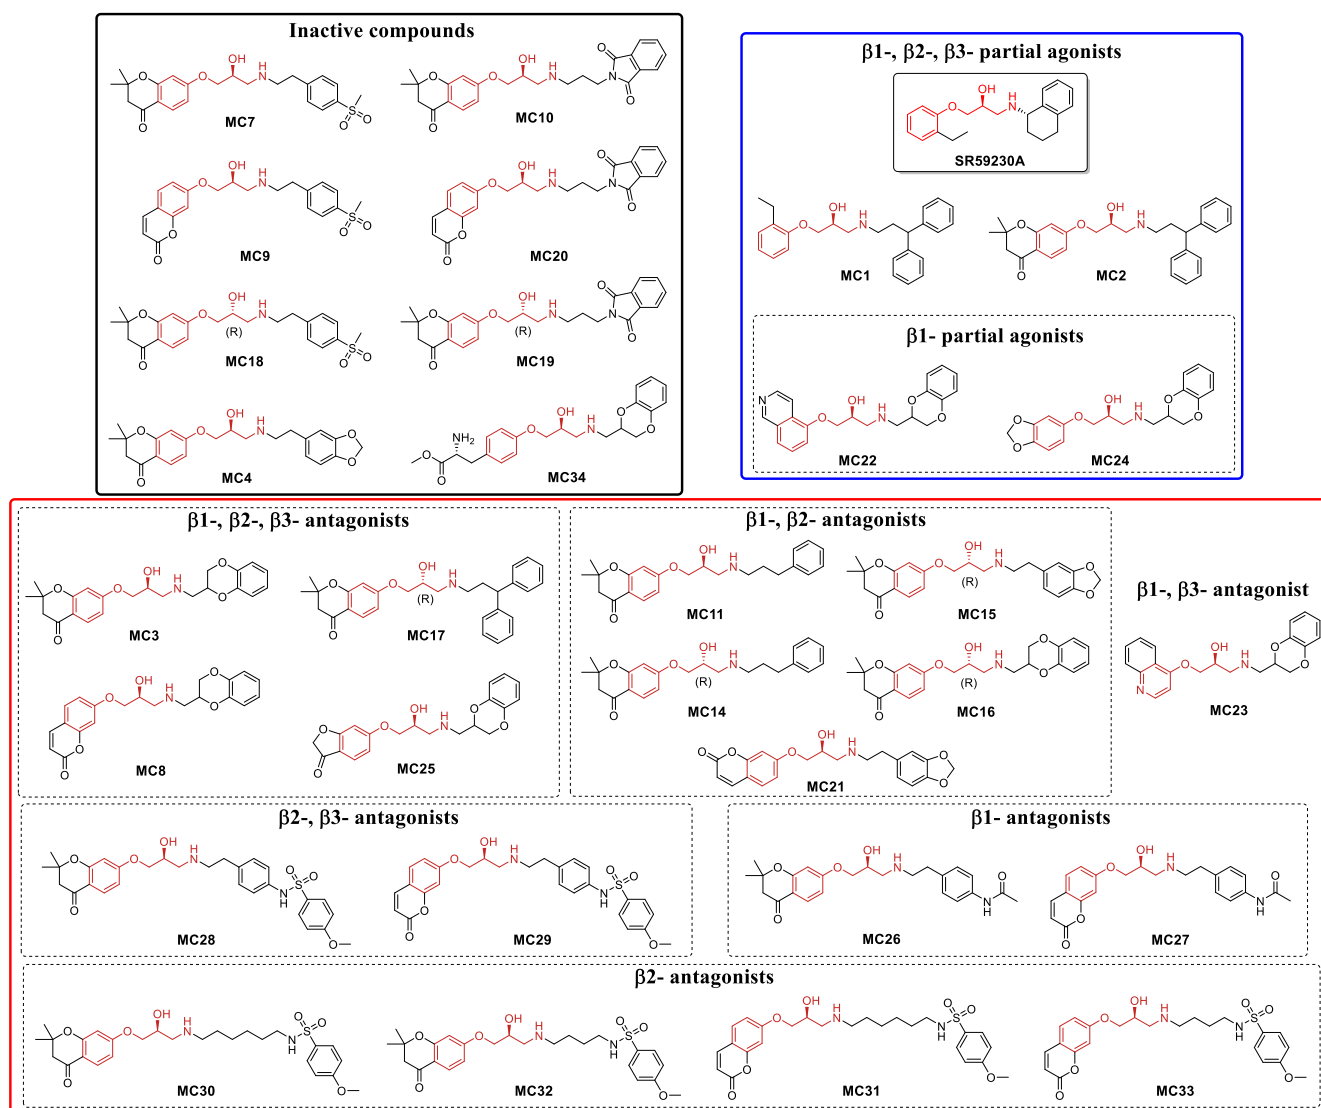 Inactive compounds
MC7
MC10
MC9
MC20
(R)
MC18
(R)
MC19
MC4
MC34
β1-, β2-, β3- partial agonists
SR59230A
MC1
MC2
β1- partial agonists
MC22
MC24
β1-, β2-, β3- antagonists
MC3
(R)
MC17
MC8
MC25
β1-, β2- antagonists
MC11
(R)
MC15
(R)
MC14
(R)
MC16
MC21
β1-, β3- antagonist
MC23
β2-, β3- antagonists
MC28
MC29
β1- antagonists
MC26
MC27
β2- antagonists
MC30
MC32
MC31
MC33